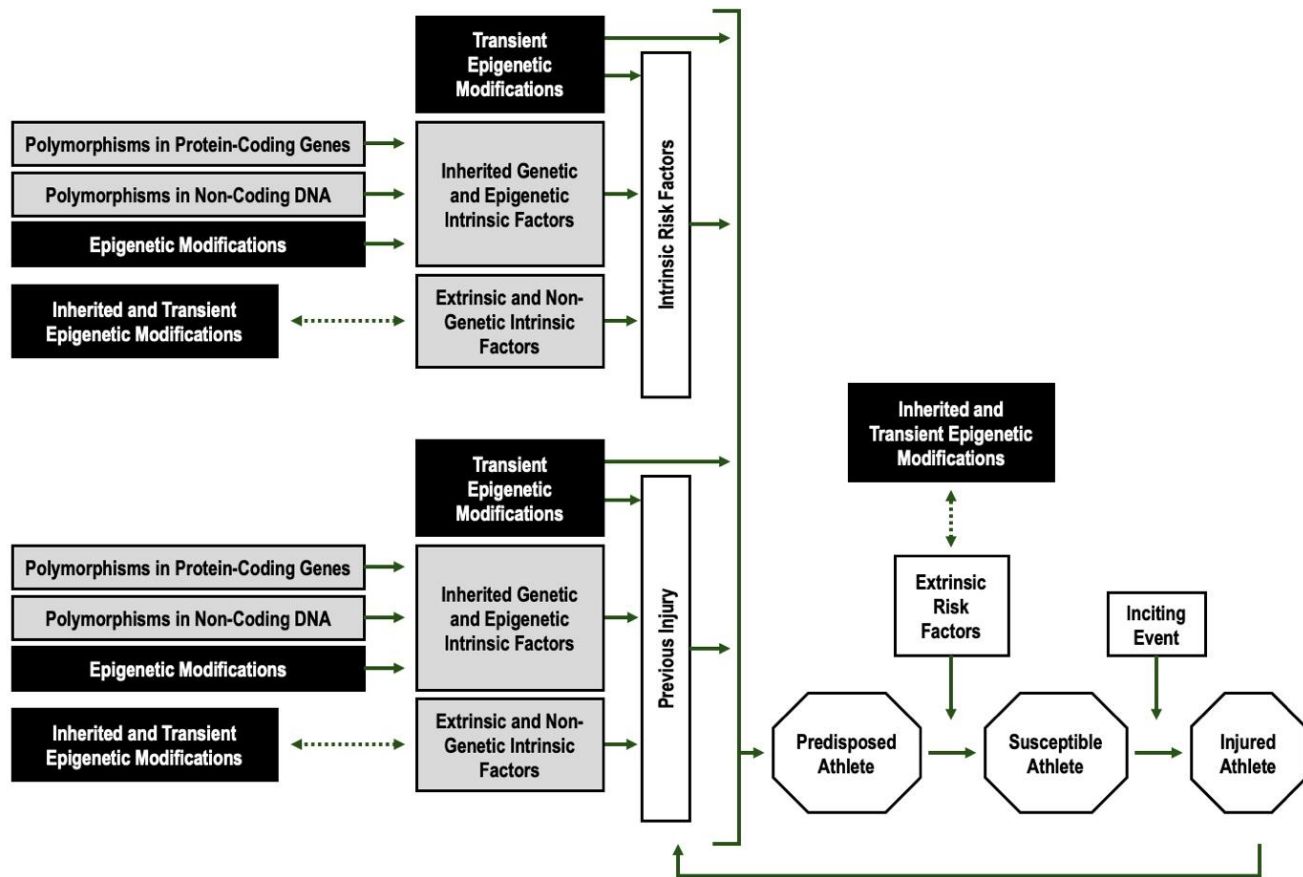 Transient
Epigenetic
Modifications
Polymorphisms in Protein-Coding Genes
Polymorphisms in Non-Coding DNA
Epigenetic Modifications
Inherited Genetic
and Epigenetic
Intrinsic Factors
Inherited and Transient
Epigenetic Modifications
Extrinsic and Non-
Genetic Intrinsic
Factors
Intrinsic Risk Factors
Transient
Epigenetic
Modifications
Polymorphisms in Protein-Coding Genes
Polymorphisms in Non-Coding DNA
Epigenetic Modifications
Inherited Genetic
and Epigenetic
Intrinsic Factors
Inherited and Transient
Epigenetic Modifications
Extrinsic and Non-
Genetic Intrinsic
Factors
Previous Injury
Inherited and
Transient Epigenetic
Modifications
Extrinsic
Risk
Factors
Inciting
Event
Predisposed
Athlete
Susceptible
Athlete
Injured
Athlete